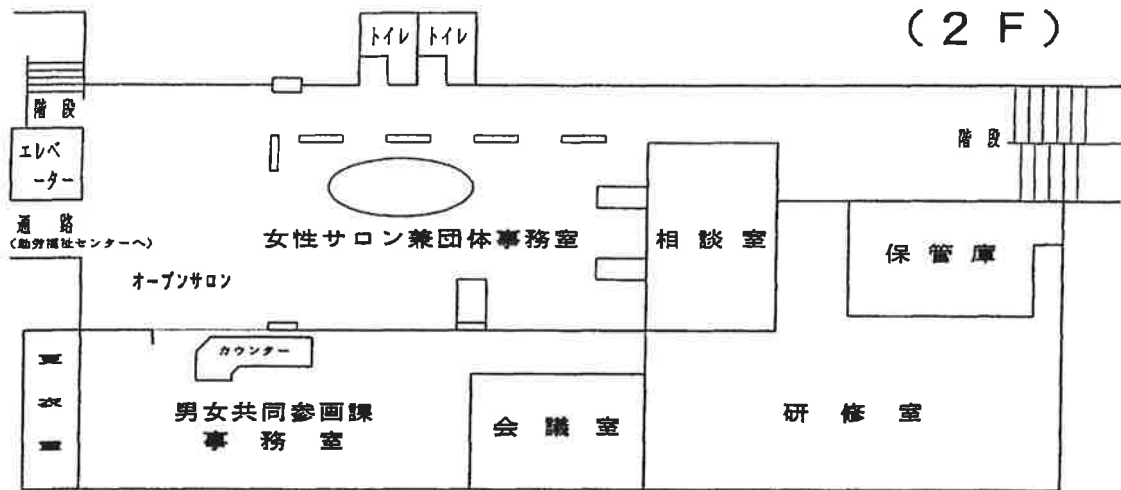 (2F)
トイレ トイレ
階段
エレベ
ーター
階段
通路
(勤労福祉センターへ)
女性サロン兼団体事務室
相談室
保管庫
オープンサロン
カウンター
更
衣
室
男女共同参画課
事務室
会議室
研修室